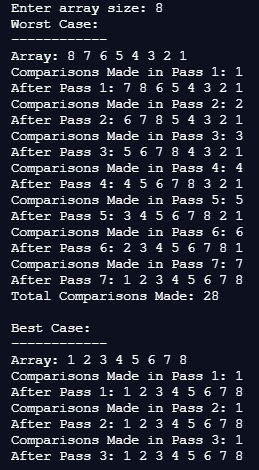 Enter array size: 8
Worst Case:
------------
Array: 8 7 6 5 4 3 2 1
Comparisons Made in Pass 1: 1
After Pass 1: 7 8 6 5 4 3 2 1
Comparisons Made in Pass 2: 2
After Pass 2: 6 7 8 5 4 3 2 1
Comparisons Made in Pass 3: 3
After Pass 3: 5 6 7 8 4 3 2 1
Comparisons Made in Pass 4: 4
After Pass 4: 4 5 6 7 8 3 2 1
Comparisons Made in Pass 5: 5
After Pass 5: 3 4 5 6 7 8 2 1
Comparisons Made in Pass 6: 6
After Pass 6: 2 3 4 5 6 7 8 1
Comparisons Made in Pass 7: 7
After Pass 7: 1 2 3 4 5 6 7 8
Total Comparisons Made: 28
Best Case:
------------
Array: 1 2 3 4 5 6 7 8
Comparisons Made in Pass 1: 1
After Pass 1: 1 2 3 4 5 6 7 8
Comparisons Made in Pass 2: 1
After Pass 2: 1 2 3 4 5 6 7 8
Comparisons Made in Pass 3: 1
After Pass 3: 1 2 3 4 5 6 7 8